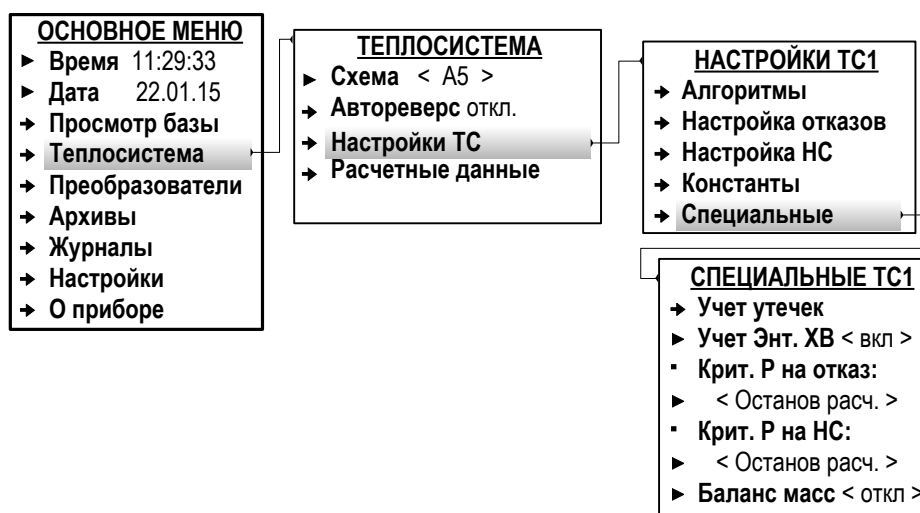 ОСНОВНОЕ МЕНЮ
Время 11:29:33
Дата 22.01.15
Просмотр базы
Теплосистема
Преобразователи
Архивы
Журналы
Настройки
О приборе
ТЕПЛОСИСТЕМА
Схема < А5 >
Автореверс откл.
Настройки ТС
Расчетные данные
НАСТРОЙКИ ТС1
Алгоритмы
Настройка отказов
Настройка НС
Константы
Специальные
СПЕЦИАЛЬНЫЕ ТС1
Учет утечек
Учет Энт. ХВ < вкл >
Крит. Р на отказ:
< Останов расч. >
Крит. Р на НС:
< Останов расч. >
Баланс масс < откл >